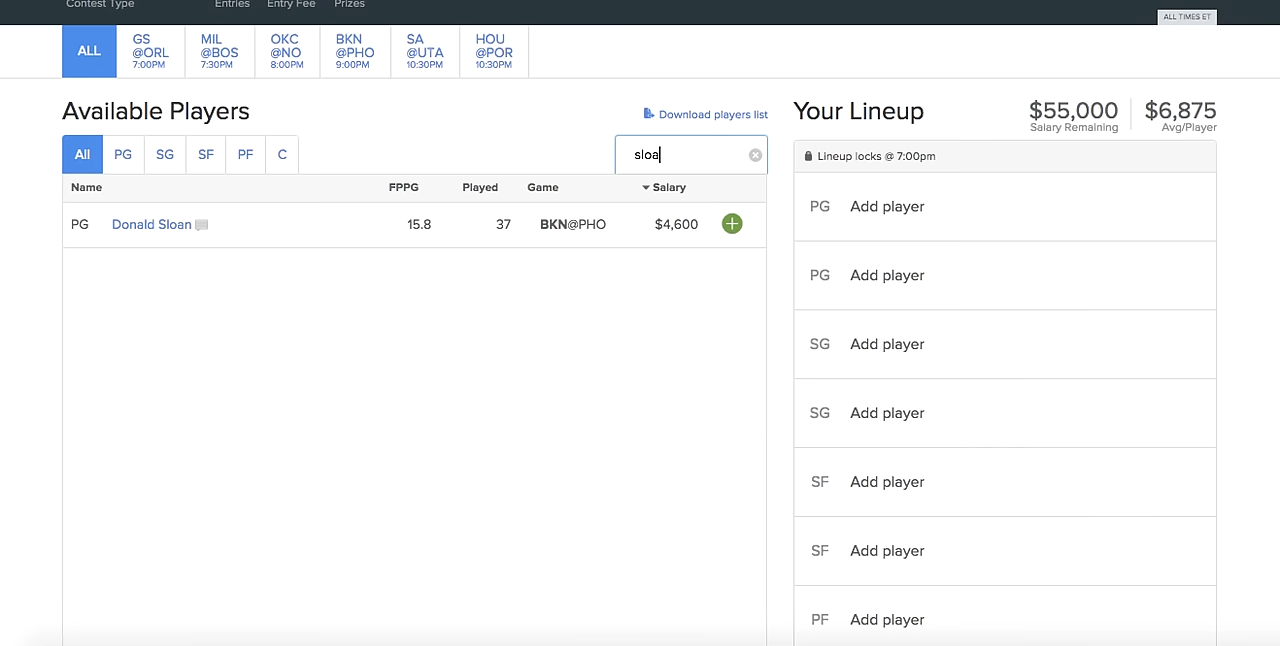 Contest Type Entries Entry Fee Prizes
ALL TIMES ET
ALL
GS @ORL 7:00PM
MIL @BOS 7:30PM
OKC @NO 8:00PM
BKN @PHO 9:00PM
SA @UTA 10:30PM
HOU @POR 10:30PM
Available Players
Download players list
All PG SG SF PF C
sloa
Name FPPG Played Game Salary
PG Donald Sloan 15.8 37 BKN@PHO $4,600
Your Lineup
$55,000 Salary Remaining
$6,875 Avg/Player
Lineup locks @ 7:00pm
PG Add player
PG Add player
SG Add player
SG Add player
SF Add player
SF Add player
PF Add player